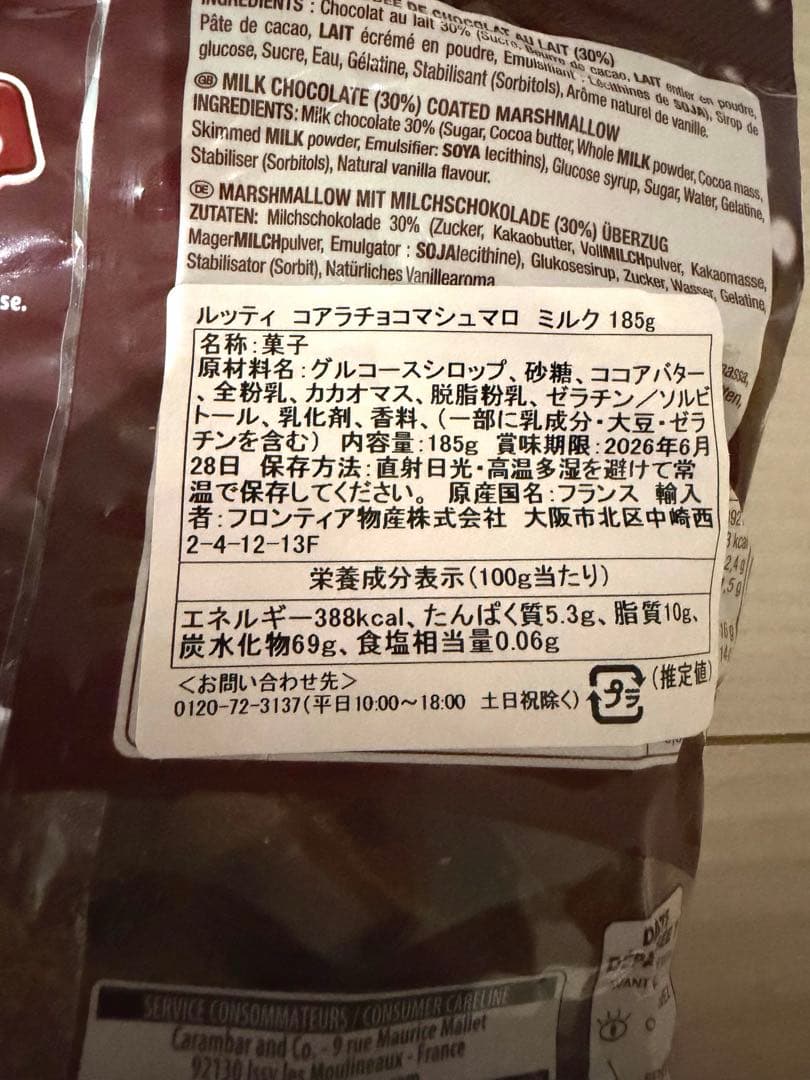 INGRÉDIENTS : Chocolat au lait 30% (Sucre, Beurre de cacao, LAIT entier en poudre,
Pâte de cacao, LAIT écrémé en poudre, Emulsifiant : Lécithines de SOJA), Sirop de
glucose, Sucre, Eau, Gélatine, Stabilisant (Sorbitols), Arôme naturel de vanille.
GB MILK CHOCOLATE (30%) COATED MARSHMALLOW
INGREDIENTS: Milk chocolate 30% (Sugar, Cocoa butter, Whole MILK powder, Cocoa mass,
Skimmed MILK powder, Emulsifier: SOYA lecithins), Glucose syrup, Sugar, Water, Gelatine,
Stabiliser (Sorbitols), Natural vanilla flavour.
DE MARSHMALLOW MIT MILCHSCHOKOLADE (30%) ÜBERZUG
ZUTATEN: Milchschokolade 30% (Zucker, Kakaobutter, VollMILCHpulver, Kakaomasse,
MagerMILCHpulver, Emulgator : SOJAlecithine), Glukosesirup, Zucker, Wasser, Gelatine,
Stabilisator (Sorbit), Natürliches Vanillearoma
se.
ルッティ コアラチョコマシュマロ ミルク 185g
名称:菓子
原材料名:グルコースシロップ、砂糖、ココアバター
、全粉乳、カカオマス、脱脂粉乳、ゼラチン/ソルビ
トール、乳化剤、香料、(一部に乳成分・大豆・ゼラ
チンを含む) 内容量:185g 賞味期限:2026年6月
28日 保存方法:直射日光・高温多湿を避けて常
温で保存してください。 原産国名:フランス 輸入
者:フロンティア物産株式会社 大阪市北区中崎西
2-4-12-13F
栄養成分表示(100g当たり)
エネルギー388kcal、たんぱく質5.3g、脂質10g、
炭水化物69g、食塩相当量0.06g
(推定値)
<お問い合わせ先>
0120-72-3137(平日10:00~18:00 土日祝除く)
プラ
SERVICE CONSOMMATEURS / CONSUMER CARELINE
Carambar and Co. - 9 rue Maurice Mallet
92130 Issy les Moulineaux - France